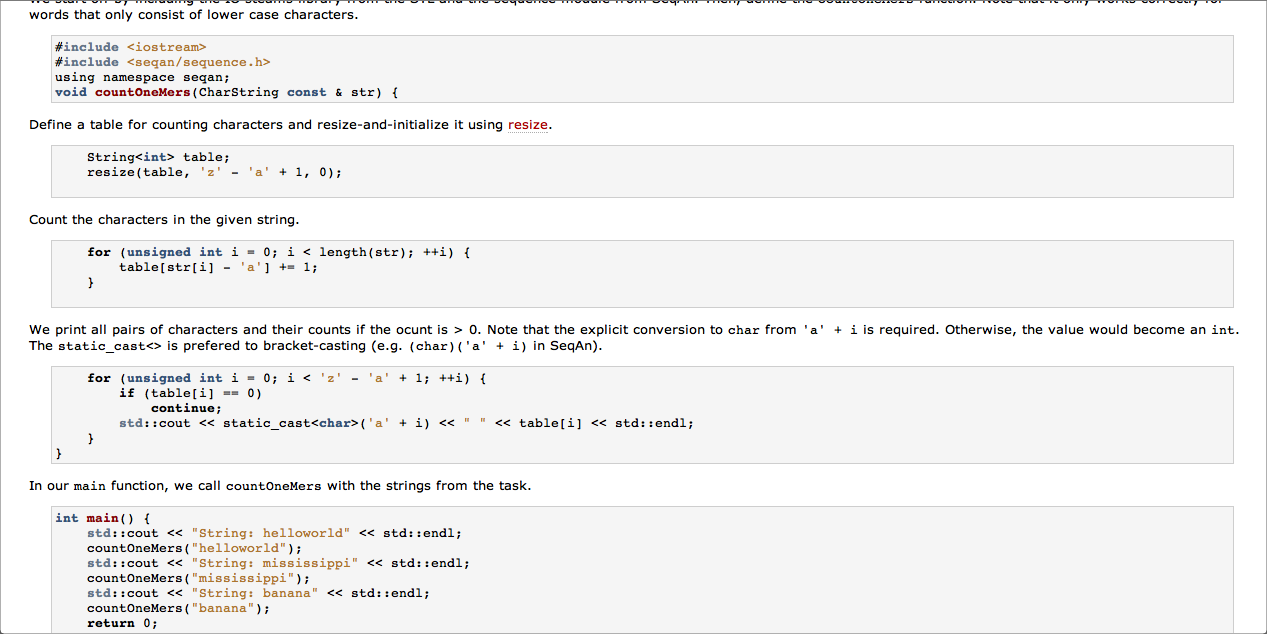 words that only consist of lower case characters.
#include <iostream>
#include <seqan/sequence.h>
using namespace seqan;
void countOneMers(CharString const & str) {
Define a table for counting characters and resize-and-initialize it using resize.
String<int> table;
resize(table, 'z' - 'a' + 1, 0);
Count the characters in the given string.
for (unsigned int i = 0; i < length(str); ++i) {
table[str[i] - 'a'] += 1;
}
We print all pairs of characters and their counts if the ocunt is > 0. Note that the explicit conversion to char from 'a' + i is required. Otherwise, the value would become an int.
The static_cast<> is prefered to bracket-casting (e.g. (char)('a' + i) in SeqAn).
for (unsigned int i = 0; i < 'z' - 'a' + 1; ++i) {
if (table[i] == 0)
continue;
std::cout << static_cast<char>('a' + i) << " " << table[i] << std::endl;
}
}
In our main function, we call countOneMers with the strings from the task.
int main() {
std::cout << "String: helloworld" << std::endl;
countOneMers("helloworld");
std::cout << "String: mississippi" << std::endl;
countOneMers("mississippi");
std::cout << "String: banana" << std::endl;
countOneMers("banana");
return 0;